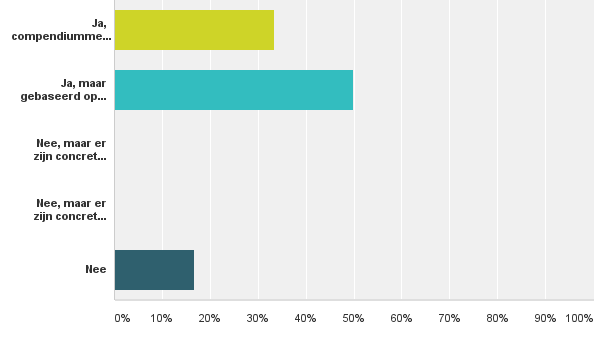 Ja,
compendiumme...
Ja, maar
gebaseerd op...
Nee, maar er
zijn concret...
Nee, maar er
zijn concret...
Nee
0% 10% 20% 30% 40% 50% 60% 70% 80% 90% 100%